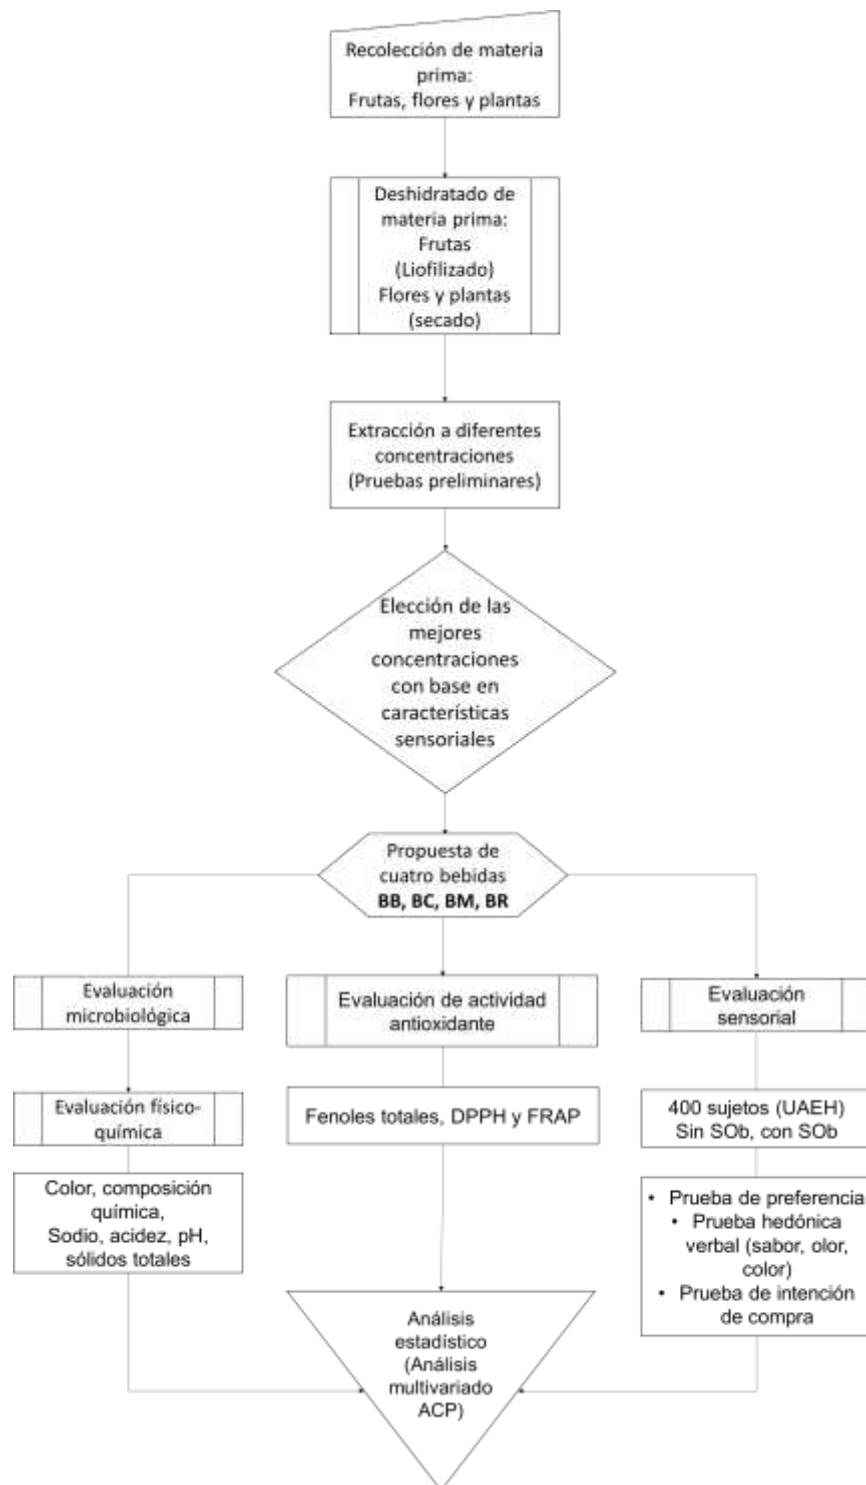 Recolección de materia
prima:
Frutas, flores y plantas
Deshidratado de
materia prima:
Frutas
(Liofilizado)
Flores y plantas
(secado)
Extracción a diferentes
concentraciones
(Pruebas preliminares)
Elección de las
mejores
concentraciones
con base en
características
sensoriales
Propuesta de
cuatro bebidas
BB, BC, BM, BR
Evaluación
microbiológica
Evaluación físico-
química
Color, composición
química,
Sodio, acidez, pH,
sólidos totales
Evaluación de actividad
antioxidante
Fenoles totales, DPPH y FRAP
Evaluación
sensorial
400 sujetos (UAEH)
Sin SOb, con SOb
• Prueba de preferencia
• Prueba hedónica
verbal (sabor, olor,
color)
• Prueba de intención
de compra
Análisis
estadístico
(Análisis
multivariado
ACP)